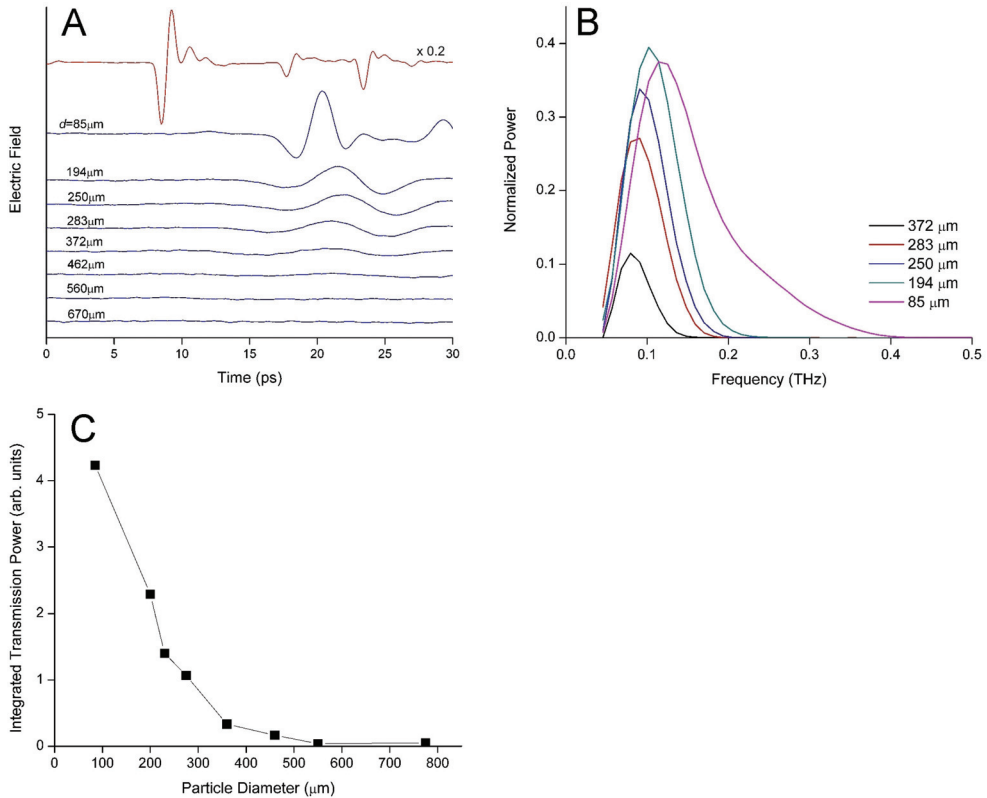 A
x 0.2
d=85μm
194μm
250μm
283μm
372μm
462μm
560μm
670μm
Electric Field
0 5 10 15 20 25 30
Time (ps)
B
0.4
0.3
0.2
0.1
0.0
Normalized Power
372 μm
283 μm
250 μm
194 μm
85 μm
0.0 0.1 0.2 0.3 0.4 0.5
Frequency (THz)
C
5
4
3
2
1
0
Integrated Transmission Power (arb. units)
0 100 200 300 400 500 600 700 800
Particle Diameter (μm)